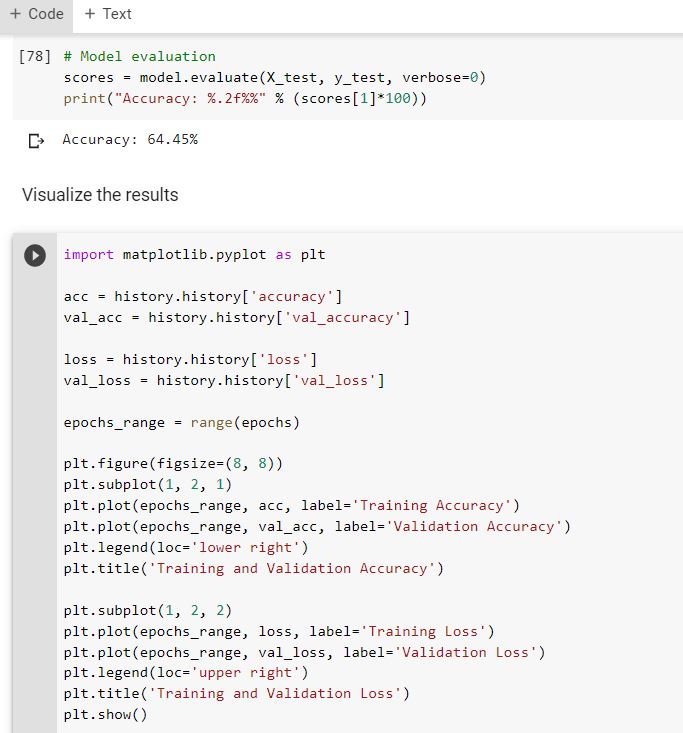 + Code + Text
[78] # Model evaluation
scores = model.evaluate(X_test, y_test, verbose=0)
print("Accuracy: %.2f%%" % (scores[1]*100))
Accuracy: 64.45%
Visualize the results
import matplotlib.pyplot as plt
acc = history.history['accuracy']
val_acc = history.history['val_accuracy']
loss = history.history['loss']
val_loss = history.history['val_loss']
epochs_range = range(epochs)
plt.figure(figsize=(8, 8))
plt.subplot(1, 2, 1)
plt.plot(epochs_range, acc, label='Training Accuracy')
plt.plot(epochs_range, val_acc, label='Validation Accuracy')
plt.legend(loc='lower right')
plt.title('Training and Validation Accuracy')
plt.subplot(1, 2, 2)
plt.plot(epochs_range, loss, label='Training Loss')
plt.plot(epochs_range, val_loss, label='Validation Loss')
plt.legend(loc='upper right')
plt.title('Training and Validation Loss')
plt.show()